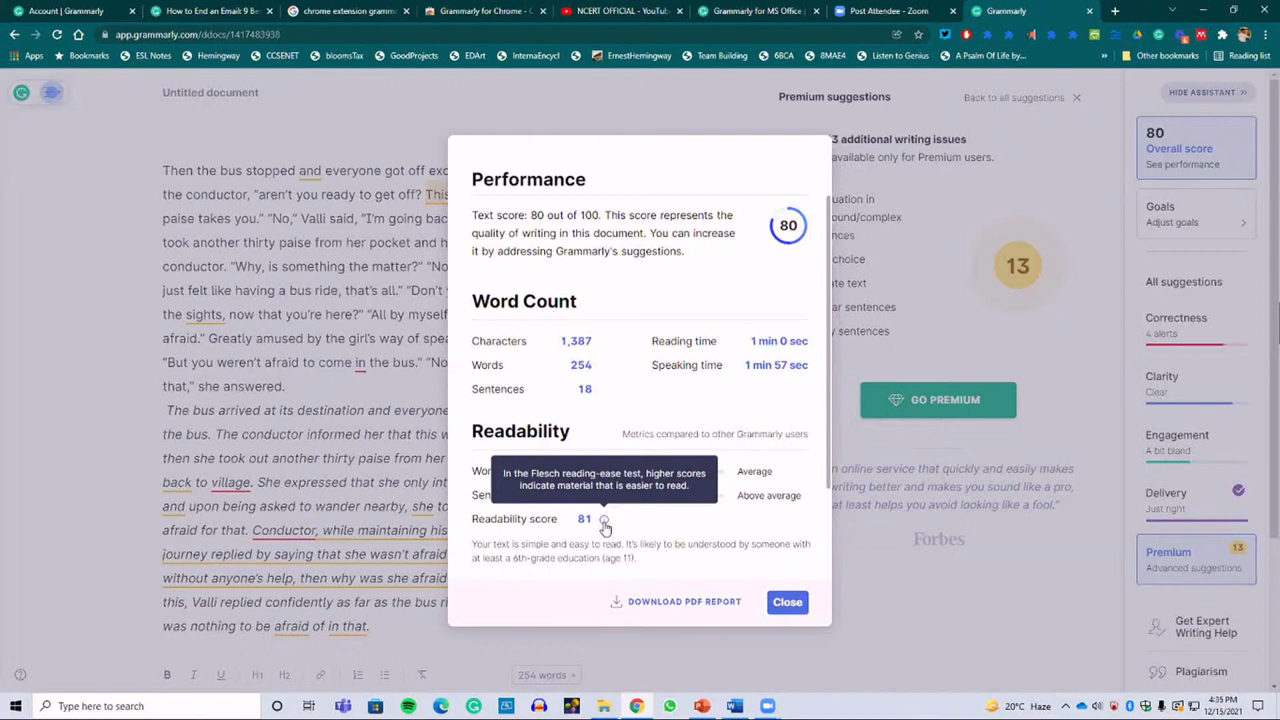 Account | Grammarly
How to End an Email: 9 Be
chrome extension gramm
Grammarly for Chrome - C
NCERT OFFICIAL - YouTub
Grammarly for MS Office |
Post Attendee - Zoom
Grammarly
app.grammarly.com/ddocs/1417483938
Apps
Bookmarks
ESL Notes
Hemingway
CCSENET
bloomsTax
GoodProjects
EDArt
InternaEncycl
ErnestHegingway
Team Building
6BCA
8MAE4
Listen to Genius
A Psalm Of Life by...
Other bookmarks
Reading list
Untitled document
Premium suggestions
Back to all suggestions
HIDE ASSISTANT
Then the bus stopped and everyone got off exc
the conductor, "aren't you ready to get off? This
paise takes you." "No," Valli said, "I'm going back
took another thirty paise from her pocket and h
conductor. "Why, is something the matter?" "No
just felt like having a bus ride, that's all." "Don't y
the sights, now that you're here?" "All by myself
afraid." Greatly amused by the girl's way of spea
"But you weren't afraid to come in the bus." "No
that," she answered.
The bus arrived at its destination and everyone
the bus. The conductor informed her that this w
then she took out another thirty paise from her
back to village. She expressed that she only int
and upon being asked to wander nearby, she to
afraid for that. Conductor, while maintaining his
journey replied by saying that she wasn't afraid
without anyone's help, then why was she afraid
this, Valli replied confidently as far as the bus ri
was nothing to be afraid of in that.
Performance
Text score: 80 out of 100. This score represents the
quality of writing in this document. You can increase
it by addressing Grammarly's suggestions.
80
Word Count
Characters 1,387 Reading time 1 min 0 sec
Words 254 Speaking time 1 min 57 sec
Sentences 18
Readability Metrics compared to other Grammarly users
Wor Average
In the Flesch reading-ease test, higher scores
indicate material that is easier to read.
Sen Above average
Readability score 81
Your text is simple and easy to read. It's likely to be understood by someone with
at least a 6th-grade education (age 11).
DOWNLOAD PDF REPORT
Close
3 additional writing issues
available only for Premium users.
uation in
ound/complex
nces
choice
ate text
ar sentences
y sentences
13
GO PREMIUM
n online service that quickly and easily makes
writing better and makes you sound like a pro,
at least helps you avoid looking like a fool."
Forbes
80
Overall score
See performance
Goals
Adjust goals
All suggestions
Correctness
4 alerts
Clarity
Clear
Engagement
A bit bland
Delivery
Just right
Premium
13
Advanced suggestions
Get Expert
Writing Help
Plagiarism
B I U H1 H2
254 words
Type here to search
20°C Haze
4:35 PM
12/15/2021